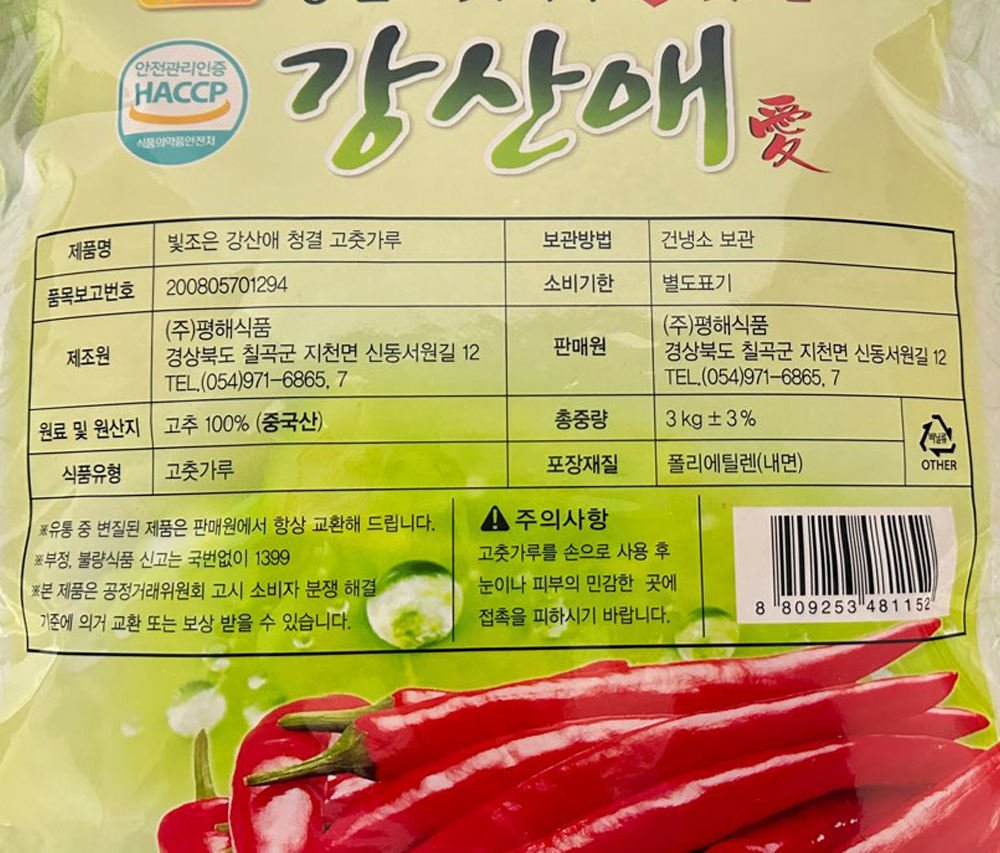 안전관리인증
HACCP
식품의약품안전처
강산애 愛
제품명 빛조은 강산애 청결 고춧가루 보관방법 건냉소 보관
품목보고번호 200805701294 소비기한 별도표기
제조원 (주)평해식품
경상북도 칠곡군 지천면 신동서원길 12
TEL.(054)971-6865, 7
판매원 (주)평해식품
경상북도 칠곡군 지천면 신동서원길 12
TEL.(054)971-6865, 7
원료 및 원산지 고추 100% (중국산) 총중량 3 kg ± 3%
식품유형 고춧가루 포장재질 폴리에틸렌(내면)
비닐류
OTHER
※유통 중 변질된 제품은 판매원에서 항상 교환해 드립니다.
※부정, 불량식품 신고는 국번없이 1399
※본 제품은 공정거래위원회 고시 소비자 분쟁 해결
기준에 의거 교환 또는 보상 받을 수 있습니다.
주의사항
고춧가루를 손으로 사용 후
눈이나 피부의 민감한 곳에
접촉을 피하시기 바랍니다.
8 809253 481152